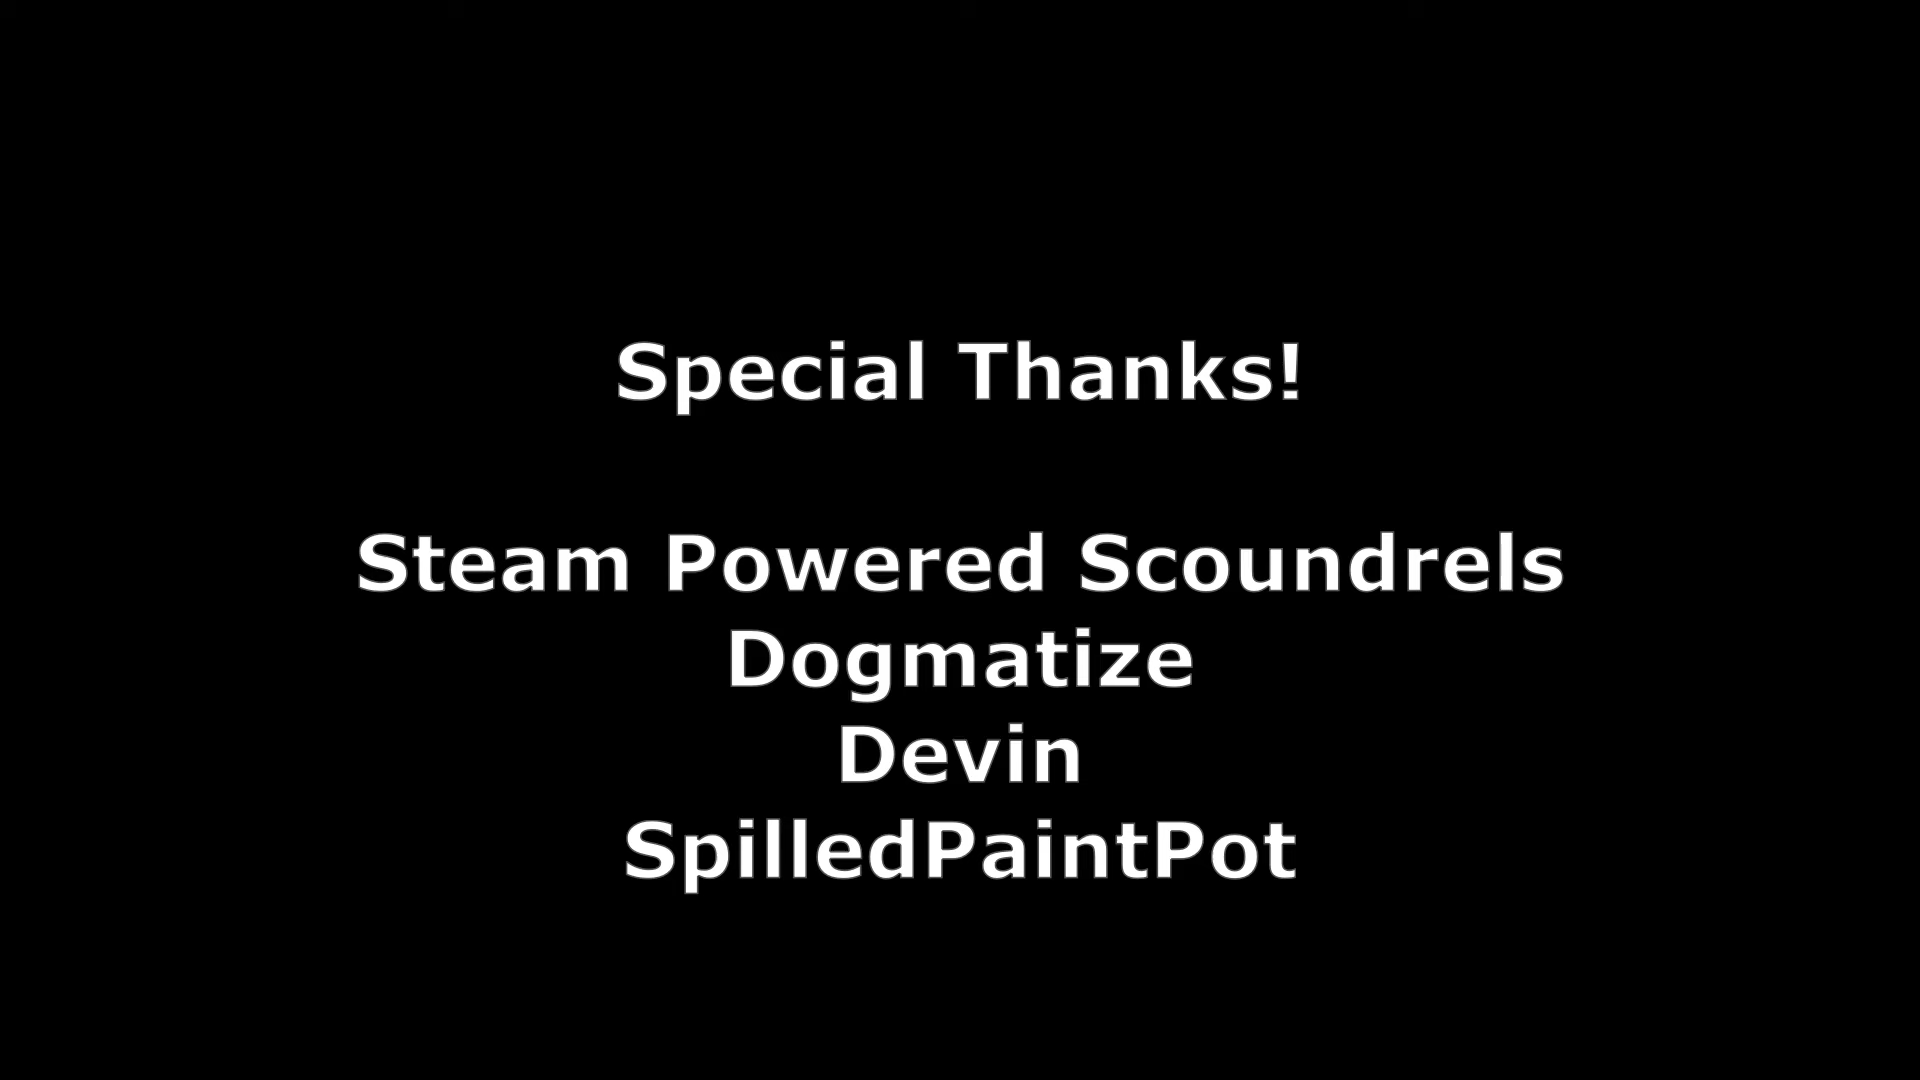 Special Thanks!
Steam Powered Scoundrels
Dogmatize
Devin
SpilledPaintPot